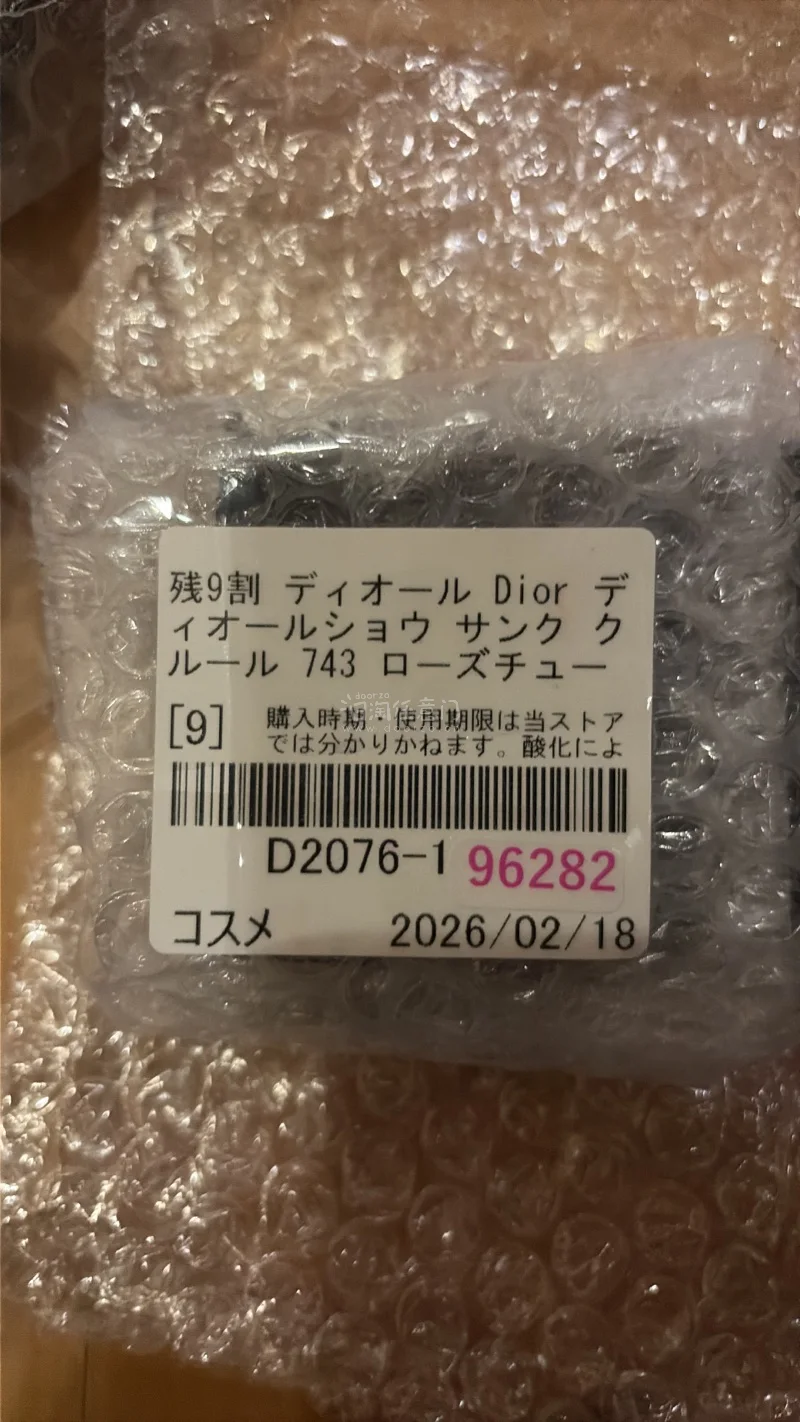 残9割 ディオール Dior デ
ィオールショウ サンク ク
ルール 743 ローズチュー
[9]
購入時期・使用期限は当ストア
では分かりかねます。酸化によ
D2076-1 96282
コスメ 2026/02/18